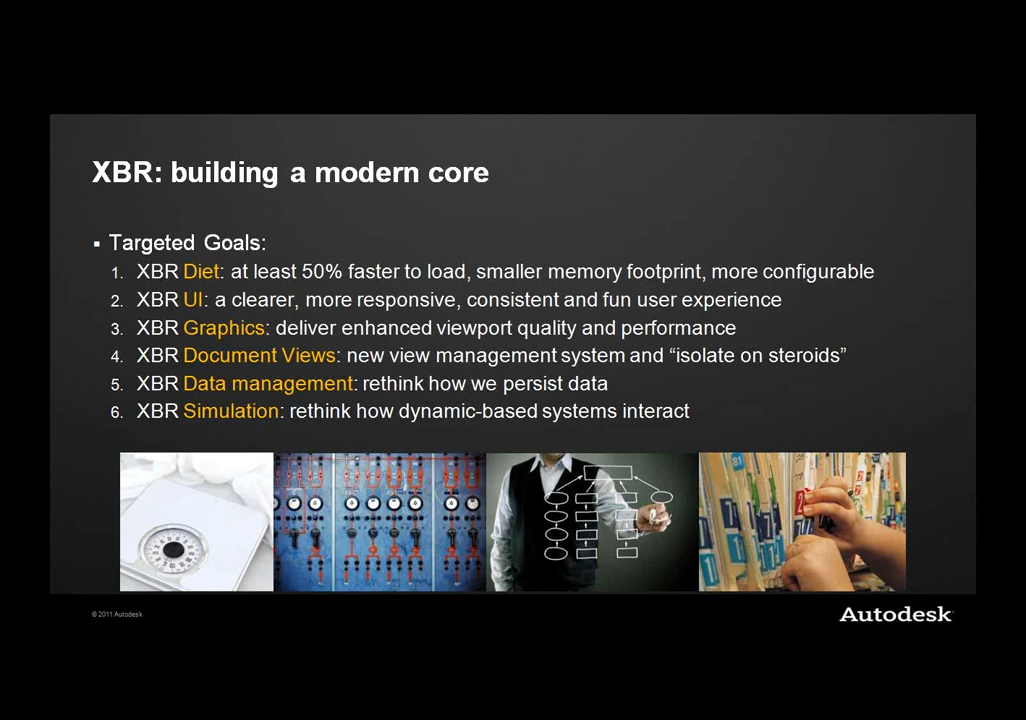 XBR: building a modern core
▪ Targeted Goals:
1. XBR Diet: at least 50% faster to load, smaller memory footprint, more configurable
2. XBR UI: a clearer, more responsive, consistent and fun user experience
3. XBR Graphics: deliver enhanced viewport quality and performance
4. XBR Document Views: new view management system and “isolate on steroids”
5. XBR Data management: rethink how we persist data
6. XBR Simulation: rethink how dynamic-based systems interact
81
© 2011 Autodesk
Autodesk